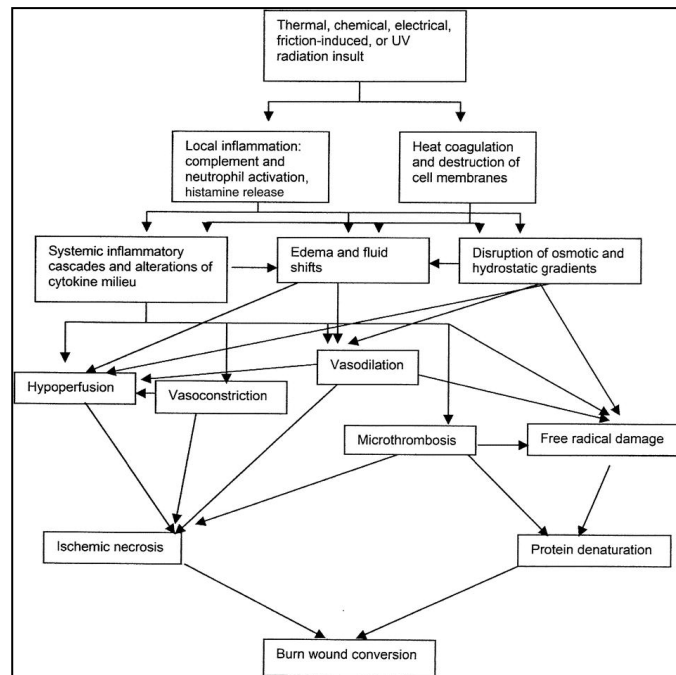 Thermal, chemical, electrical,
friction-induced, or UV
radiation insult
Local inflammation:
complement and
neutrophil activation,
histamine release
Heat coagulation
and destruction of
cell membranes
Systemic inflammatory
cascades and alterations of
cytokine milieu
Edema and fluid
shifts
Disruption of osmotic and
hydrostatic gradients
Hypoperfusion
Vasoconstriction
Vasodilation
Microthrombosis
Free radical damage
Ischemic necrosis
Protein denaturation
Burn wound conversion